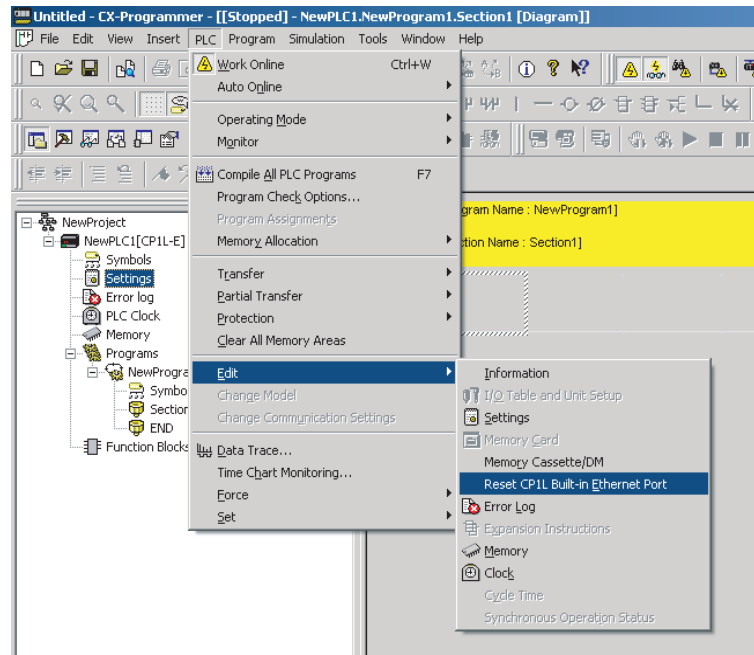 Untitled - CX-Programmer - [[Stopped] - NewPLC1.NewProgram1.Section1 [Diagram]]
File Edit View Insert PLC Program Simulation Tools Window Help
Work Online Ctrl+W
Auto Online
Operating Mode
Monitor
Compile All PLC Programs F7
Program Check Options...
Program Assignments
Memory Allocation
Transfer
Partial Transfer
Protection
Clear All Memory Areas
Edit
Change Model
Change Communication Settings
Data Trace...
Time Chart Monitoring...
Force
Set
NewProject
NewPLC1[CP1L-E]
Symbols
Settings
Error log
PLC Clock
Memory
Programs
NewProgra
Symbo
Section
END
Function Blocks
gram Name : NewProgram1]
ction Name : Section1]
Information
I/O Table and Unit Setup
Settings
Memory Card
Memory Cassette/DM
Reset CP1L Built-in Ethernet Port
Error Log
Expansion Instructions
Memory
Clock
Cycle Time
Synchronous Operation Status